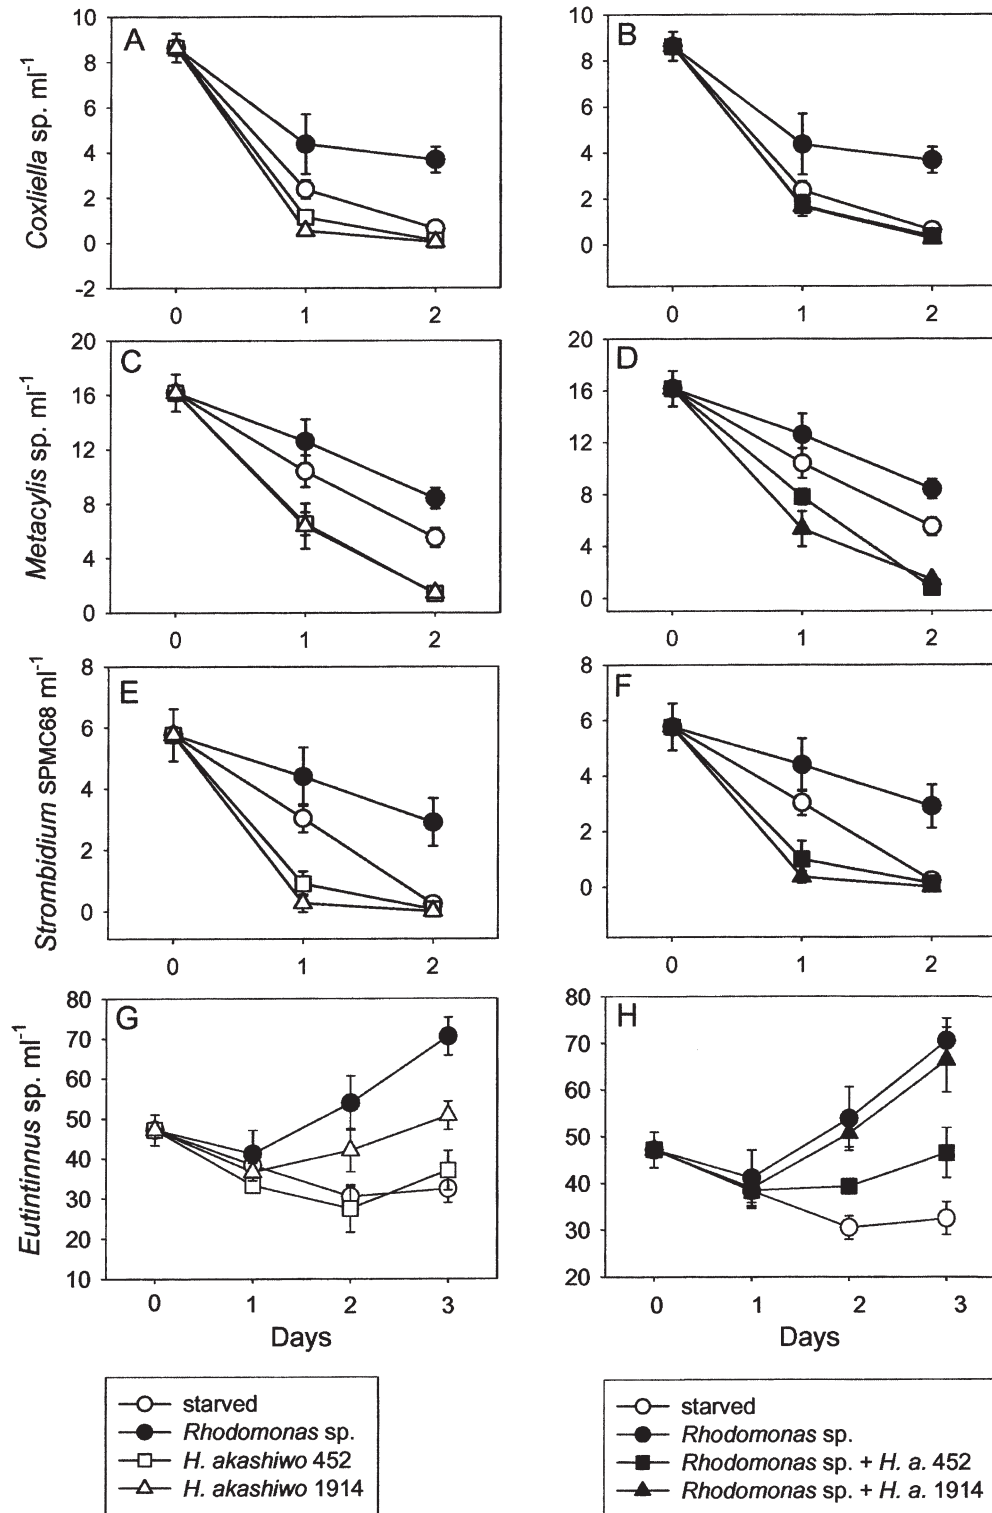 A
B
10
8
6
4
2
0
-2
Coxliella sp. ml⁻¹
0 1 2
10
8
6
4
2
0
0 1 2
C
D
20
16
12
8
4
0
Metacylis sp. ml⁻¹
0 1 2
20
16
12
8
4
0
0 1 2
E
F
8
6
4
2
0
Strombidium SPMC68 ml⁻¹
0 1 2
8
6
4
2
0
0 1 2
G
H
80
70
60
50
40
30
20
10
Eutintinnus sp. ml⁻¹
0 1 2 3
Days
80
70
60
50
40
30
20
0 1 2 3
Days
starved
Rhodomonas sp.
H. akashiwo 452
H. akashiwo 1914
starved
Rhodomonas sp.
Rhodomonas sp. + H. a. 452
Rhodomonas sp. + H. a. 1914